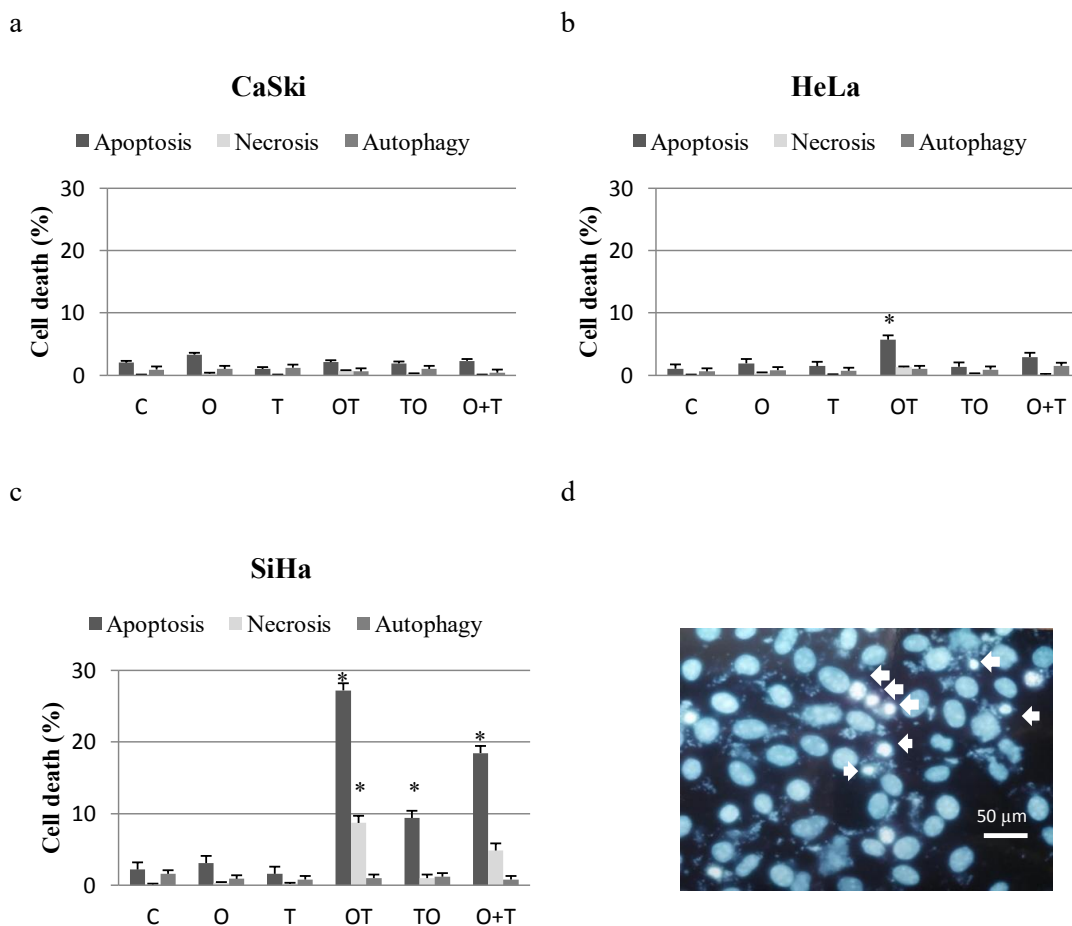 a
CaSki
Apoptosis Necrosis Autophagy
Cell death (%)
30
20
10
0
C O T OT TO O+T
b
HeLa
Apoptosis Necrosis Autophagy
Cell death (%)
30
20
10
0
*
C O T OT TO O+T
c
SiHa
Apoptosis Necrosis Autophagy
Cell death (%)
30
20
10
0
* * * *
C O T OT TO O+T
d
50 µm